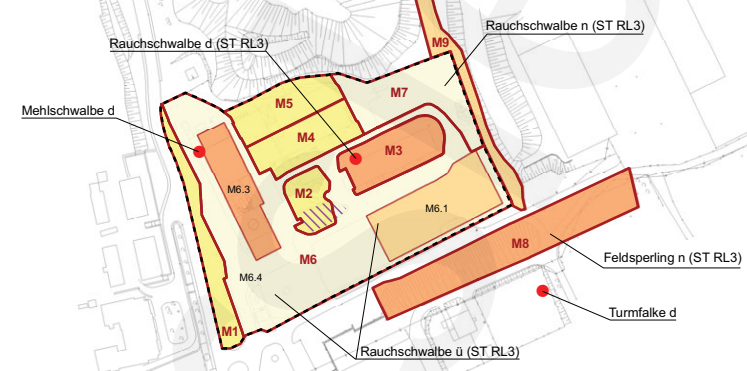 Rauchschwalbe n (ST RL3)
Rauchschwalbe d (ST RL3)
M9
M7
M5
Mehlschwalbe d
M4
M3
M6.3
M2
M6.1
M8
M6
Feldsperling n (ST RL3)
M6.4
Turmfalke d
M1
Rauchschwalbe ü (ST RL3)